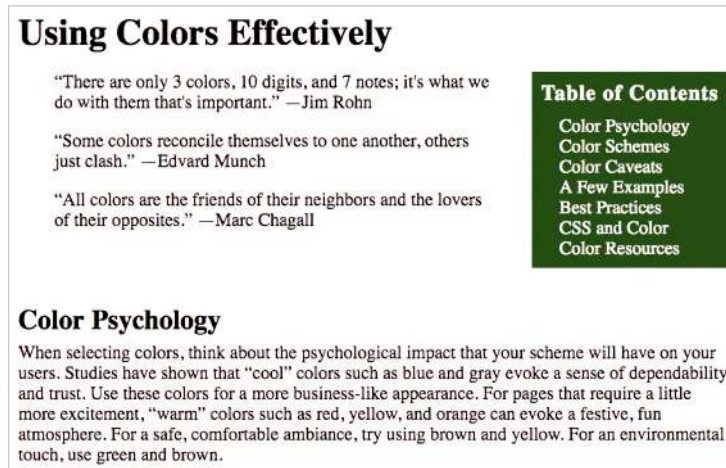 Using Colors Effectively
“There are only 3 colors, 10 digits, and 7 notes; it's what we
do with them that's important.” —Jim Rohn
“Some colors reconcile themselves to one another, others
just clash.” —Edvard Munch
“All colors are the friends of their neighbors and the lovers
of their opposites.” —Marc Chagall
Table of Contents
Color Psychology
Color Schemes
Color Caveats
A Few Examples
Best Practices
CSS and Color
Color Resources
Color Psychology
When selecting colors, think about the psychological impact that your scheme will have on your
users. Studies have shown that “cool” colors such as blue and gray evoke a sense of dependability
and trust. Use these colors for a more business-like appearance. For pages that require a little
more excitement, “warm” colors such as red, yellow, and orange can evoke a festive, fun
atmosphere. For a safe, comfortable ambiance, try using brown and yellow. For an environmental
touch, use green and brown.